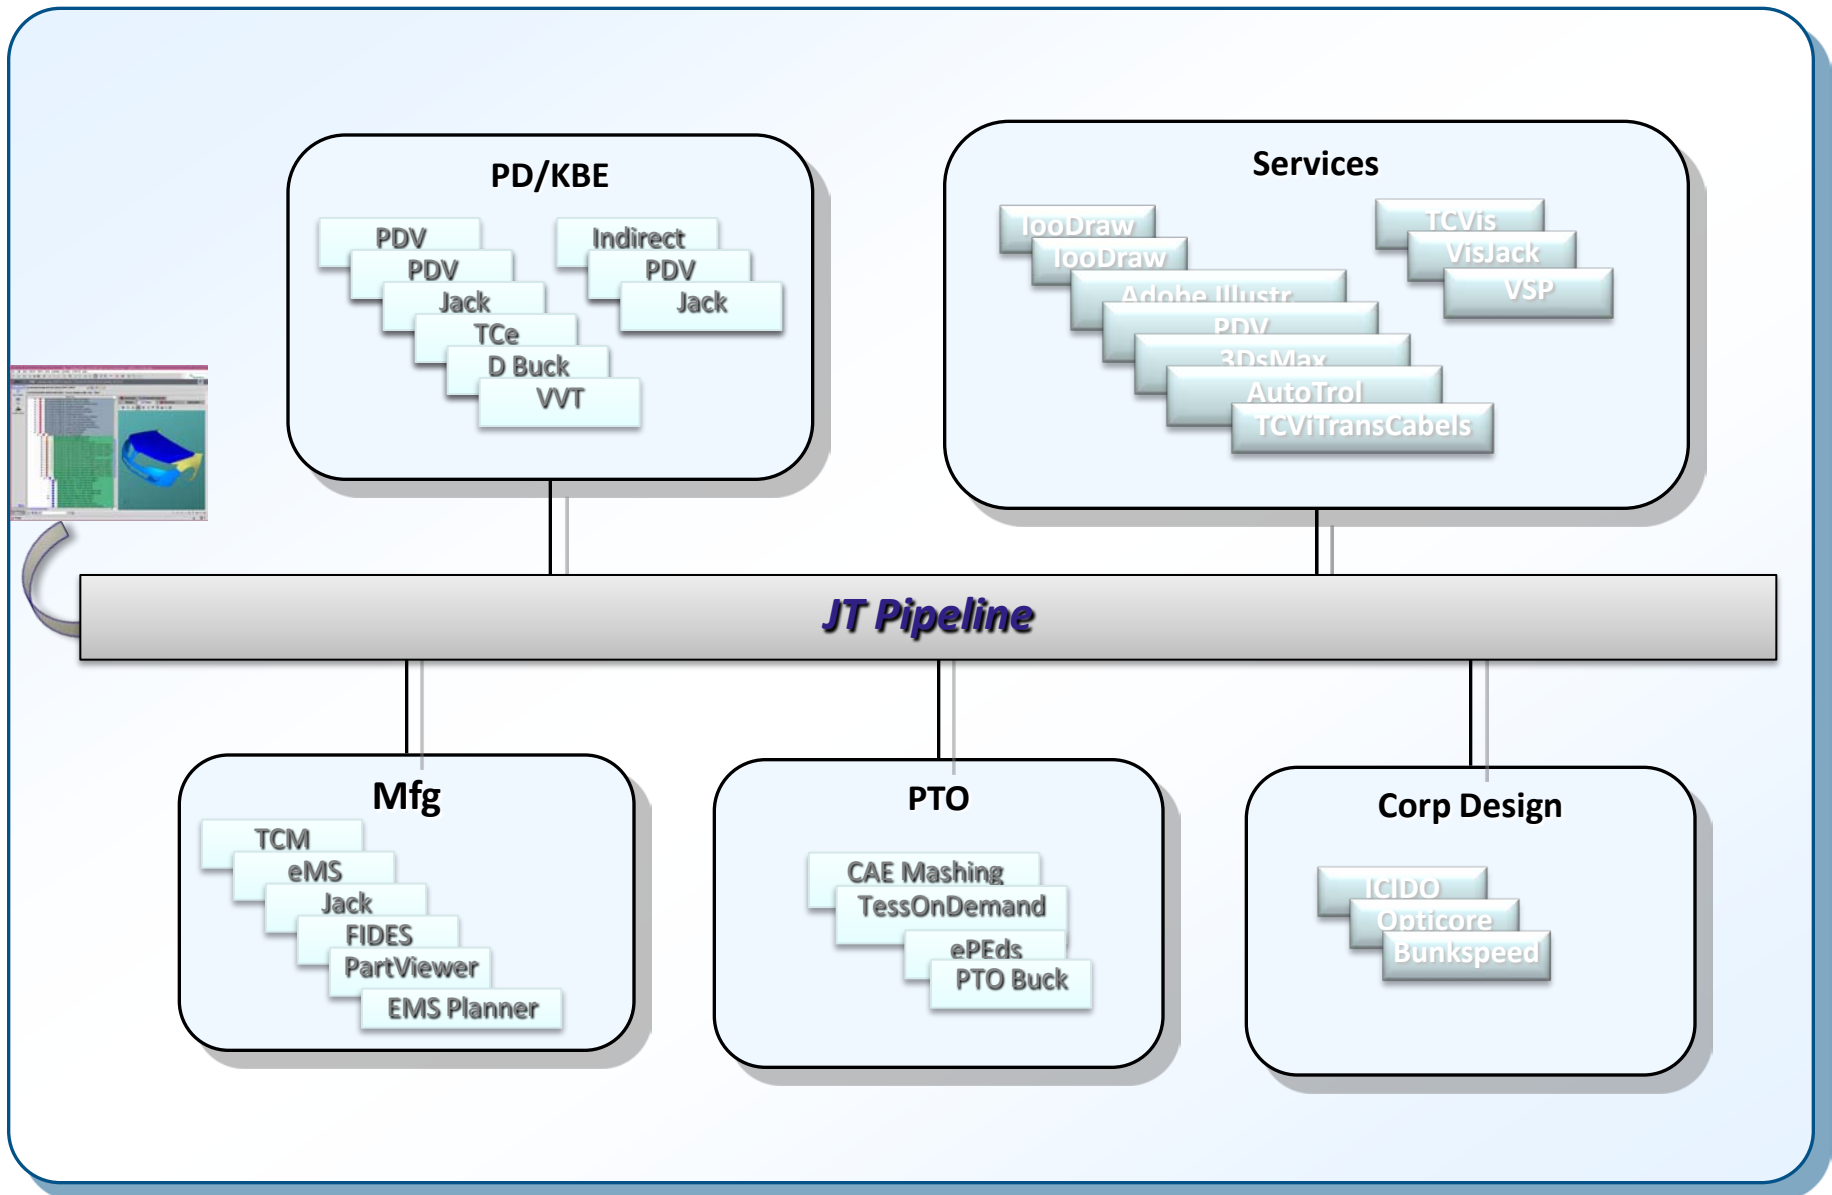 PD/KBE
PDV
PDV
Jack
TCe
D Buck
VVT
Indirect
PDV
Jack
Services
IooDraw
IooDraw
Adobe Illustr
PDV
3DsMax
AutoTrol
TCViTransCabels
TCVis
VisJack
VSP
JT Pipeline
Mfg
TCM
eMS
Jack
FIDES
PartViewer
EMS Planner
PTO
CAE Mashing
TessOnDemand
ePEds
PTO Buck
Corp Design
ICIDO
Opticore
Bunkspeed